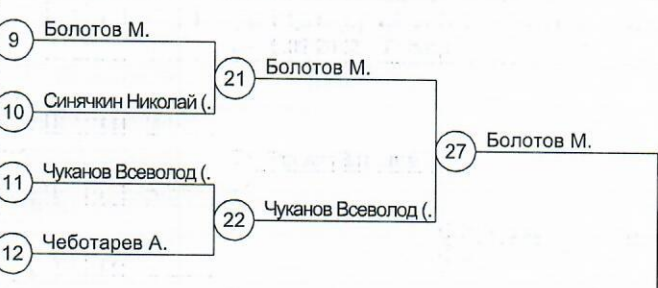 9 Болотов М.
21 Болотов М.
10 Синячкин Николай (.
27 Болотов М.
11 Чуканов Всеволод (.
22 Чуканов Всеволод (.
12 Чеботарев А.